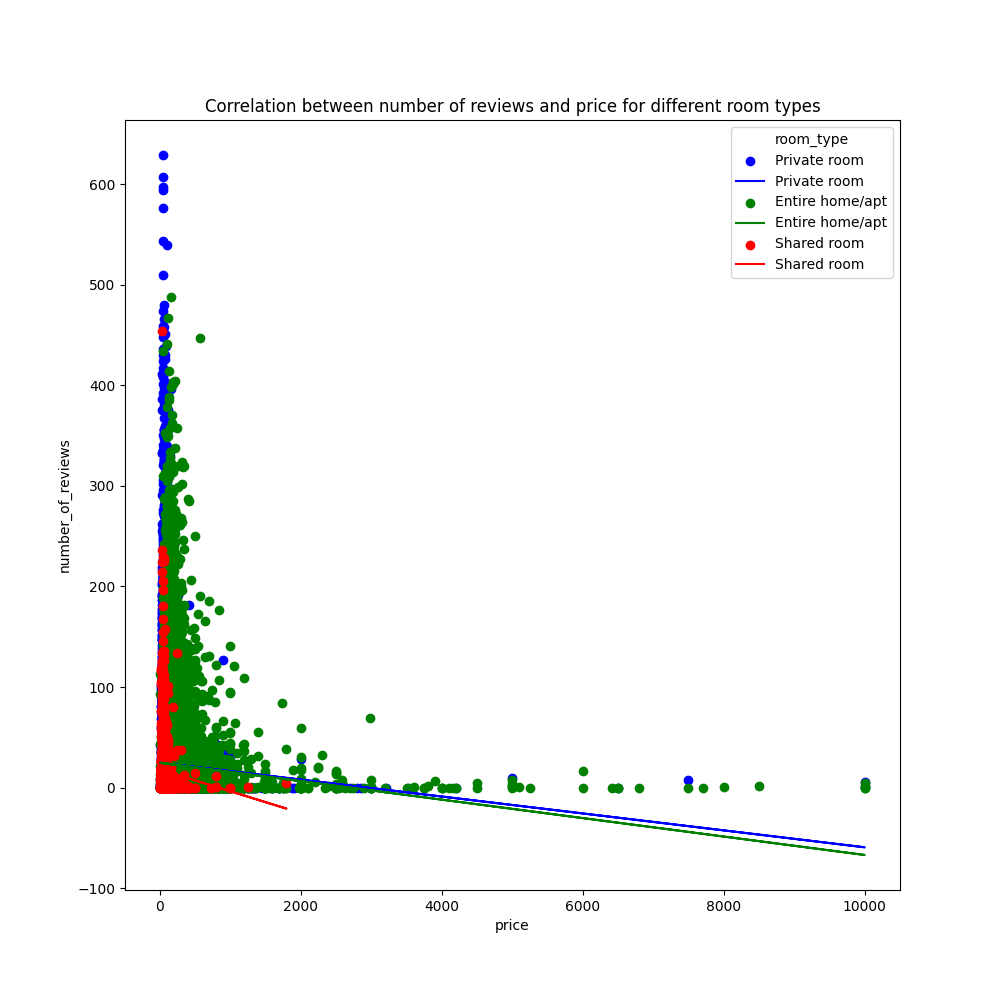 Correlation between number of reviews and price for different room types
room_type
Private room
Private room
Entire home/apt
Entire home/apt
Shared room
Shared room
number_of_reviews
600
500
400
300
200
100
0
−100
0 2000 4000 6000 8000 10000
price